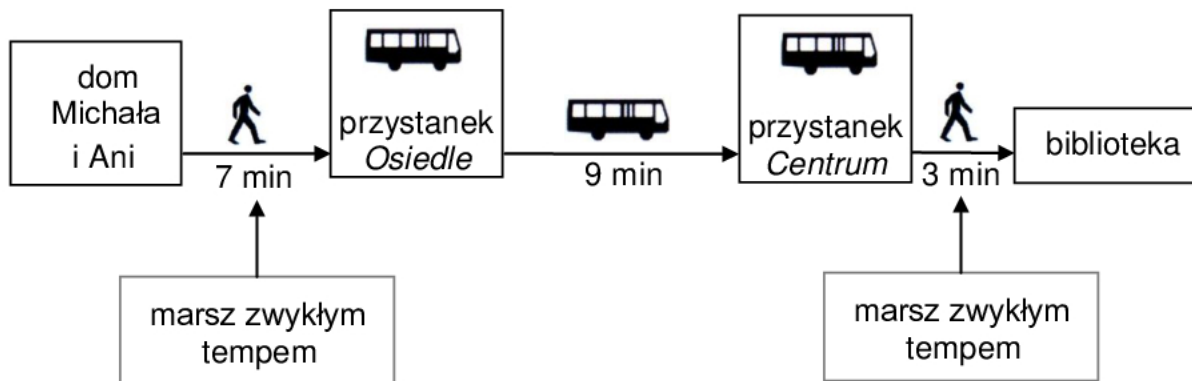 dom
Michała
i Ani
7 min
przystanek
Osiedle
9 min
przystanek
Centrum
3 min
biblioteka
marsz zwykłym
tempem
marsz zwykłym
tempem